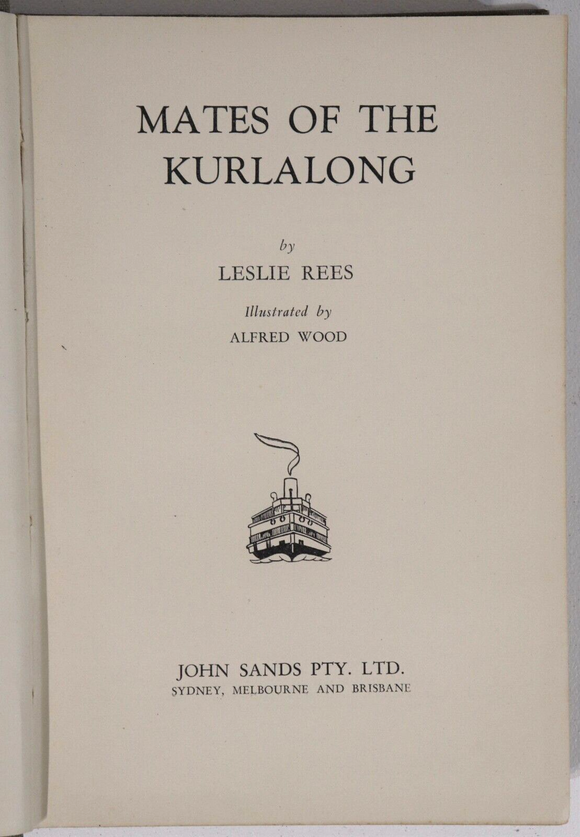 MATES OF THE
KURLALONG
by
LESLIE REES
Illustrated by
ALFRED WOOD
JOHN SANDS PTY. LTD.
SYDNEY, MELBOURNE AND BRISBANE